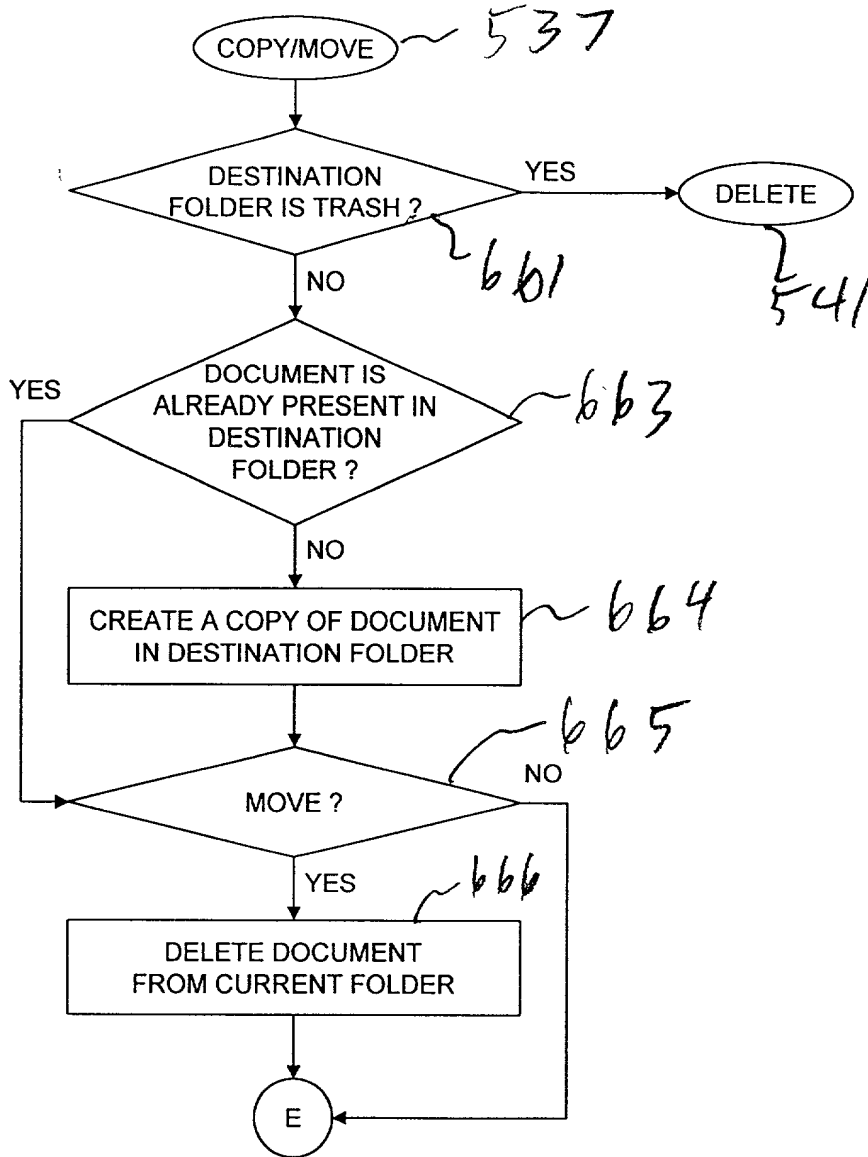 COPY/MOVE
537
DESTINATION
FOLDER IS TRASH ?
YES
DELETE
661
541
NO
DOCUMENT IS
ALREADY PRESENT IN
DESTINATION
FOLDER ?
YES
663
NO
CREATE A COPY OF DOCUMENT
IN DESTINATION FOLDER
664
665
MOVE ?
NO
YES
666
DELETE DOCUMENT
FROM CURRENT FOLDER
E